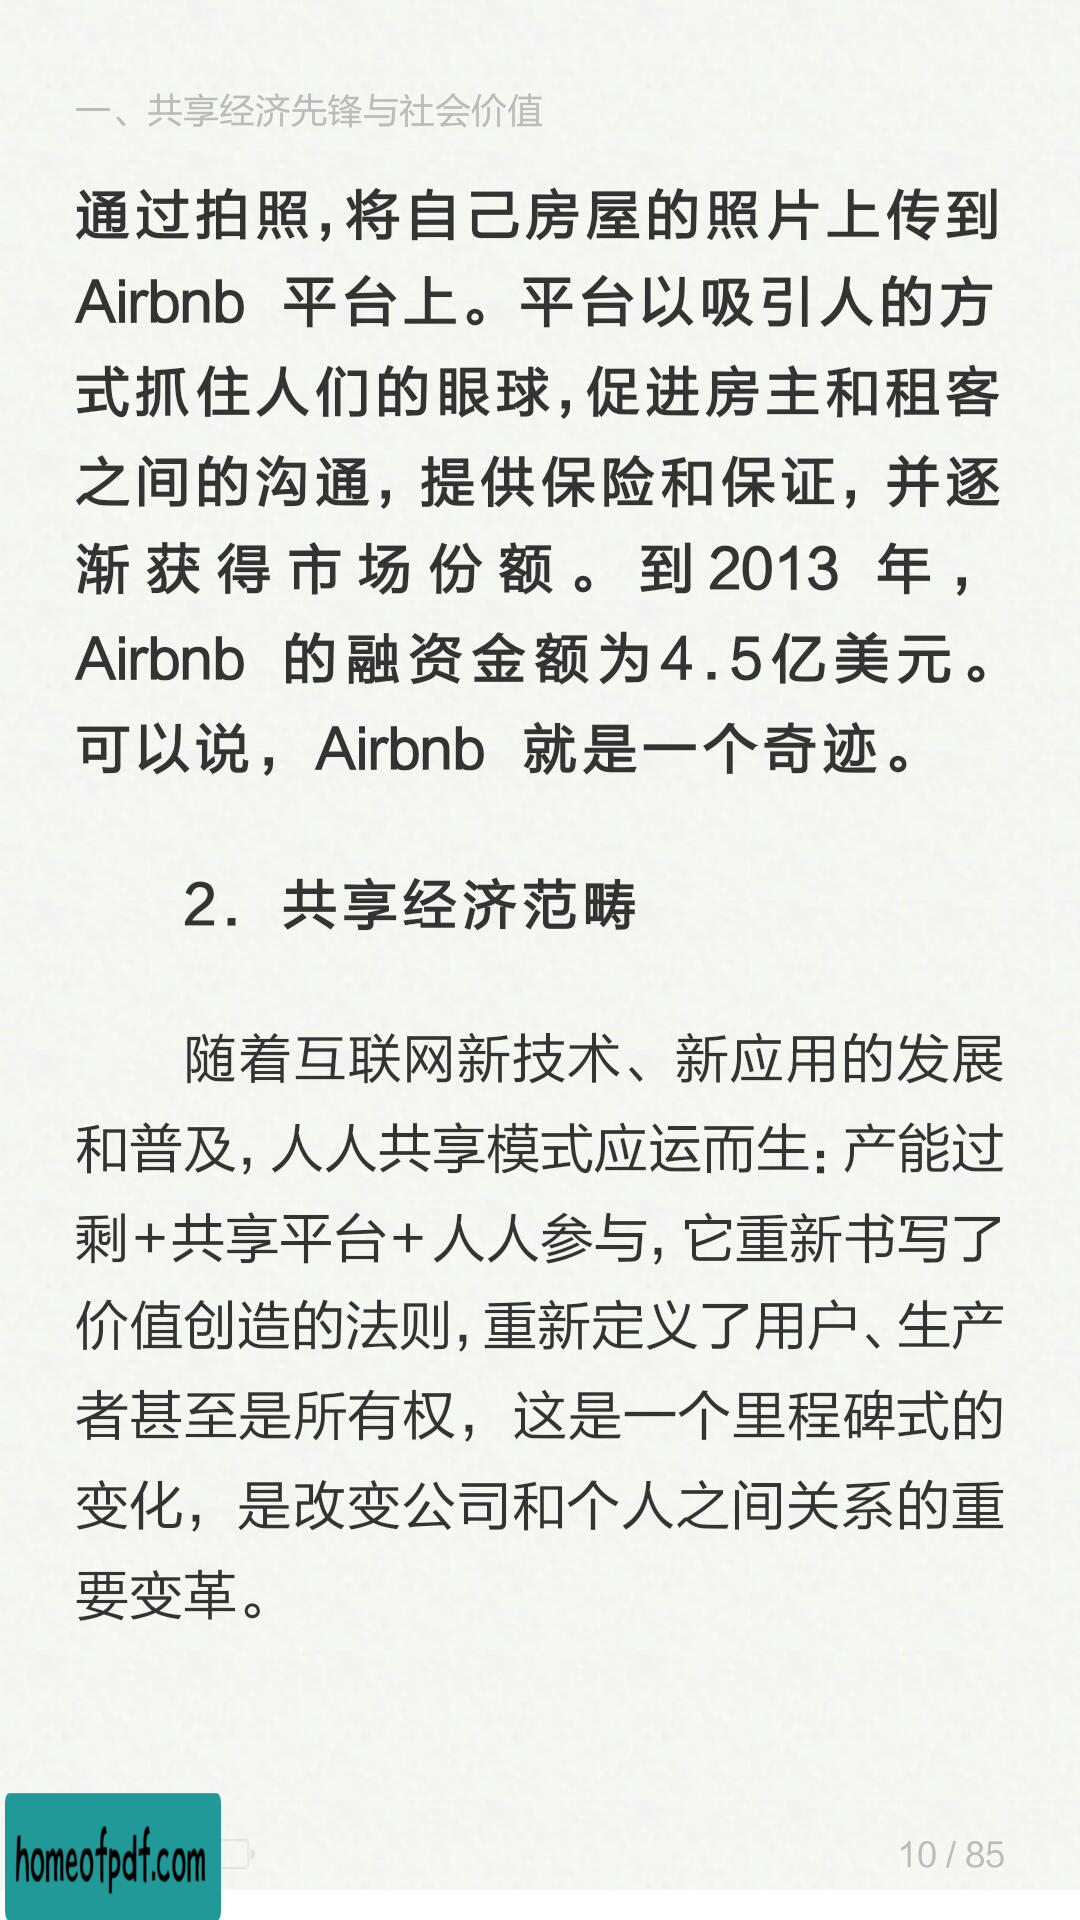 一、共享经济先锋与社会价值
通过拍照,将自己房屋的照片上传到
Airbnb 平台上。平台以吸引人的方
式抓住人们的眼球,促进房主和租客
之间的沟通,提供保险和保证,并逐
渐获得市场份额。到2013 年,
Airbnb 的融资金额为4.5亿美元。
可以说,Airbnb 就是一个奇迹。
2. 共享经济范畴
随着互联网新技术、新应用的发展
和普及,人人共享模式应运而生:产能过
剩+共享平台+人人参与,它重新书写了
价值创造的法则,重新定义了用户、生产
者甚至是所有权,这是一个里程碑式的
变化,是改变公司和个人之间关系的重
要变革。
homeofpdf.com
10 / 85